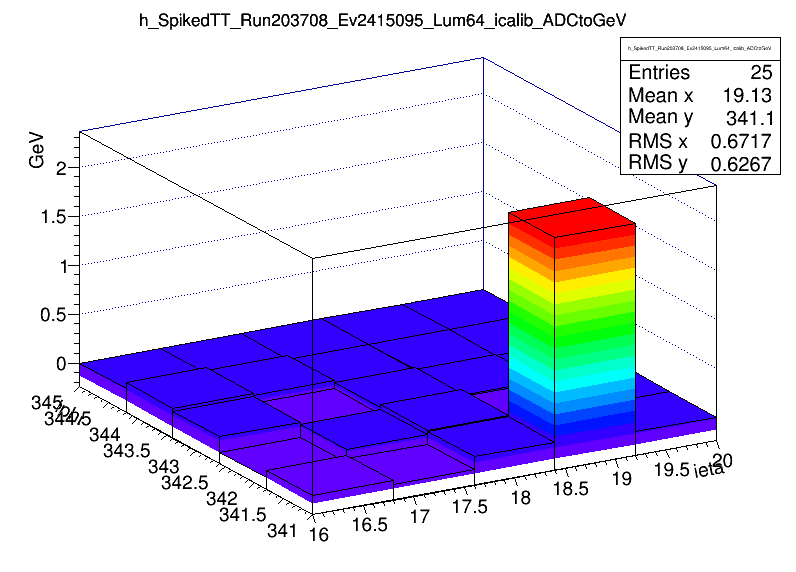 h_SpikedTT_Run203708_Ev2415095_Lum64_icalib_ADCtoGeV
h_SpikedTT_Run203708_Ev2415095_Lum64_icalib_ADCtoGeV
Entries 25
Mean x 19.13
Mean y 341.1
RMS x 0.6717
RMS y 0.6267
GeV
2
1.5
1
0.5
0
345
344.5
344
343.5
343
342.5
342
341.5
341
16
16.5
17
17.5
18
18.5
19
19.5
20
ieta